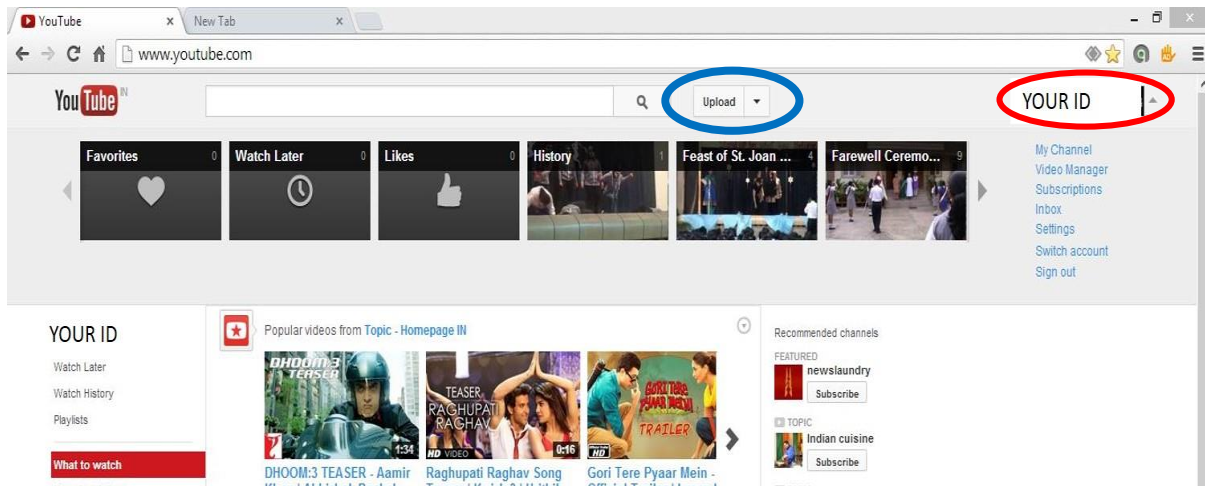 YouTube
New Tab
www.youtube.com
YouTube IN
Upload
YOUR ID
Favorites 0
Watch Later 0
Likes 0
History 1
Feast of St. Joan ... 4
Farewell Ceremo... 9
My Channel
Video Manager
Subscriptions
Inbox
Settings
Switch account
Sign out
YOUR ID
Watch Later
Watch History
Playlists
What to watch
Popular videos from Topic - Homepage IN
DHOOM:3
TEASER
1:34
DHOOM:3 TEASER - Aamir
TEASER
RAGHUPATI
RAGHAV
HD VIDEO
0:16
Raghupati Raghav Song
GORI TERE
PYAAR MEIN
TRAILER
HD
Gori Tere Pyaar Mein -
Recommended channels
FEATURED
newslaundry
Subscribe
TOPIC
Indian cuisine
Subscribe